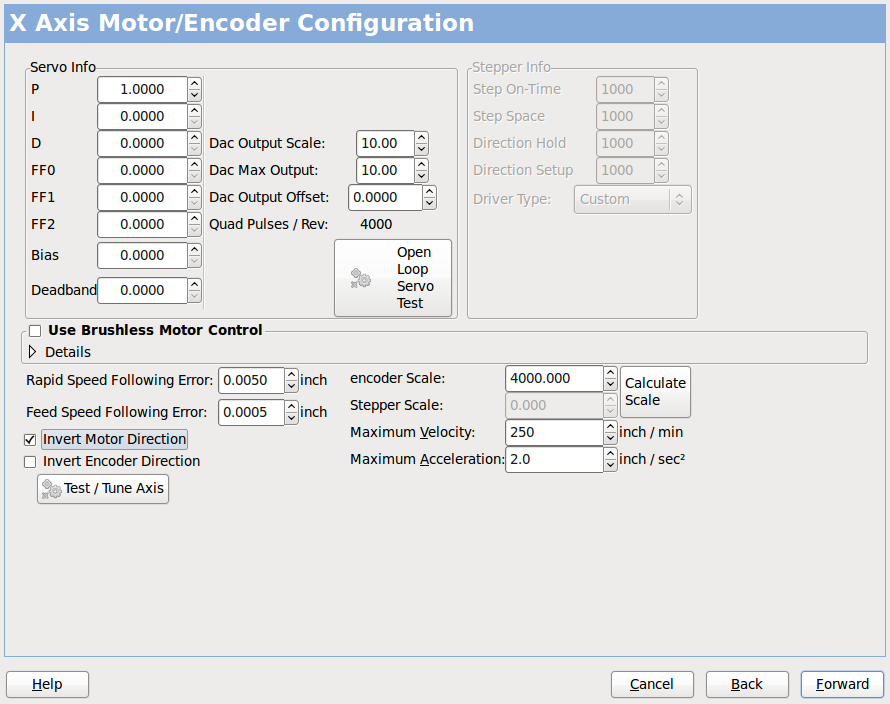 X Axis Motor/Encoder Configuration
Servo Info
P 1.0000
I 0.0000
D 0.0000
FF0 0.0000
FF1 0.0000
FF2 0.0000
Bias 0.0000
Deadband 0.0000
Dac Output Scale: 10.00
Dac Max Output: 10.00
Dac Output Offset: 0.0000
Quad Pulses / Rev: 4000
Open
Loop
Servo
Test
Stepper Info
Step On-Time 1000
Step Space 1000
Direction Hold 1000
Direction Setup 1000
Driver Type: Custom
Use Brushless Motor Control
Details
Rapid Speed Following Error: 0.0050 inch
Feed Speed Following Error: 0.0005 inch
Invert Motor Direction
Invert Encoder Direction
Test / Tune Axis
encoder Scale: 4000.000
Stepper Scale: 0.000
Calculate
Scale
Maximum Velocity: 250 inch / min
Maximum Acceleration: 2.0 inch / sec²
Help
Cancel
Back
Forward